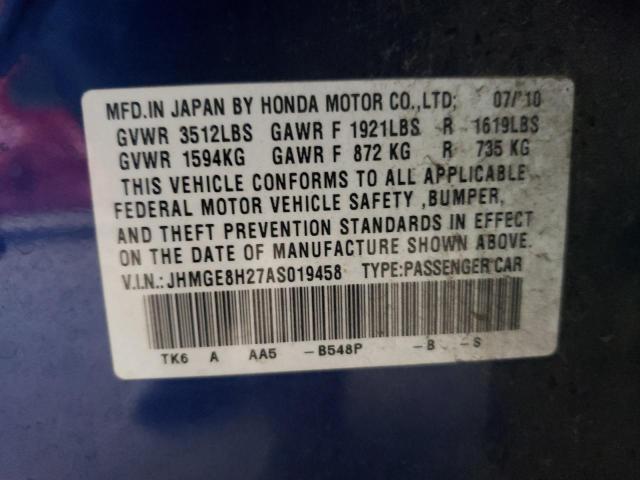 MFD.IN JAPAN BY HONDA MOTOR CO.,LTD; 07/'10
GVWR 3512LBS GAWR F 1921LBS R 1619LBS
GVWR 1594KG GAWR F 872 KG R 735 KG
THIS VEHICLE CONFORMS TO ALL APPLICABLE
FEDERAL MOTOR VEHICLE SAFETY ,BUMPER,
AND THEFT PREVENTION STANDARDS IN EFFECT
ON THE DATE OF MANUFACTURE SHOWN ABOVE.
V.I.N.:JHMGE8H27AS019458 TYPE:PASSENGER CAR
TK6 A AA5 -B548P -B -S